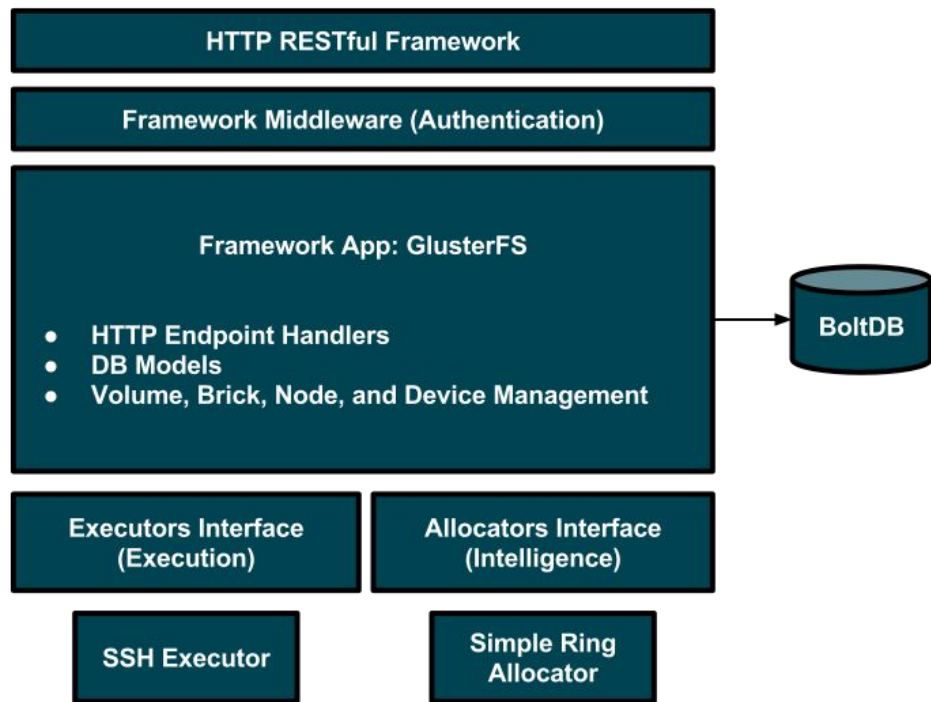 HTTP RESTful Framework
Framework Middleware (Authentication)
Framework App: GlusterFS
● HTTP Endpoint Handlers
● DB Models
● Volume, Brick, Node, and Device Management
BoltDB
Executors Interface
(Execution)
Allocators Interface
(Intelligence)
SSH Executor
Simple Ring
Allocator